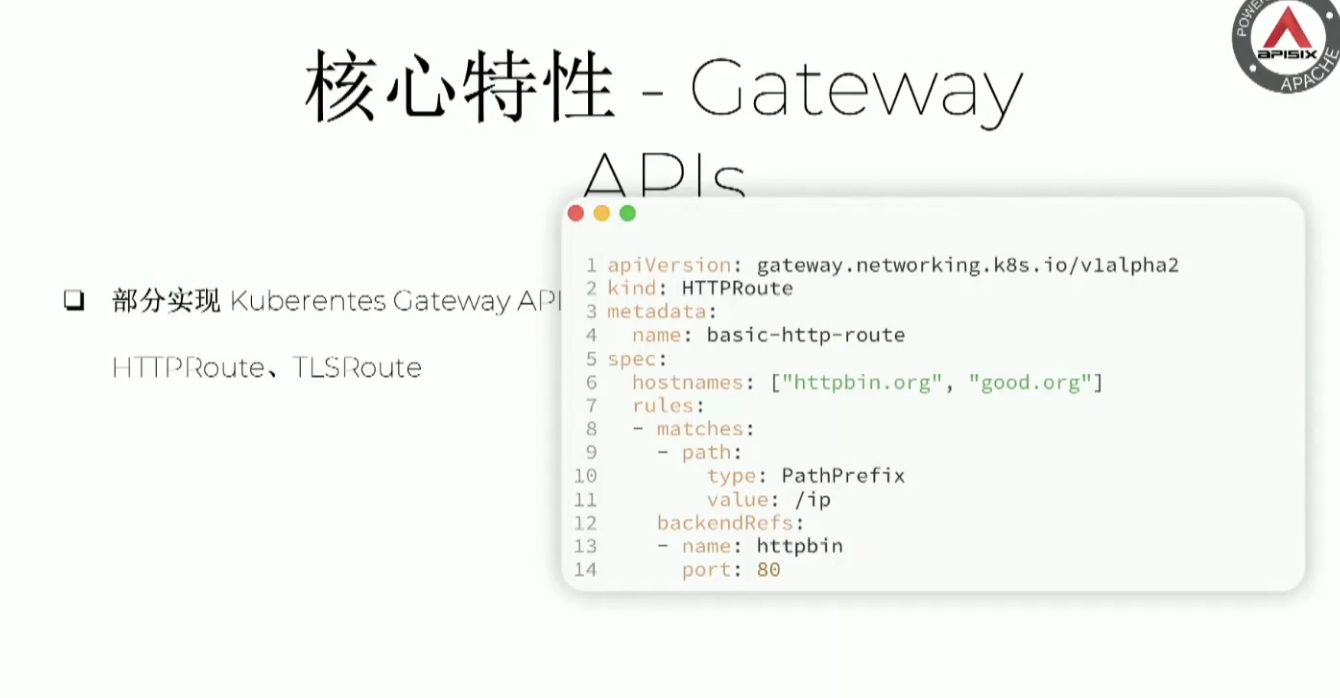 核心特性 - Gateway
APIs
POWERED
APISIX
APACHE
❑ 部分实现 Kuberentes Gateway API
HTTPRoute、TLSRoute
1 apiVersion: gateway.networking.k8s.io/v1alpha2
2 kind: HTTPRoute
3 metadata:
4   name: basic-http-route
5 spec:
6   hostnames: ["httpbin.org", "good.org"]
7   rules:
8   - matches:
9     - path:
10         type: PathPrefix
11         value: /ip
12     backendRefs:
13     - name: httpbin
14       port: 80